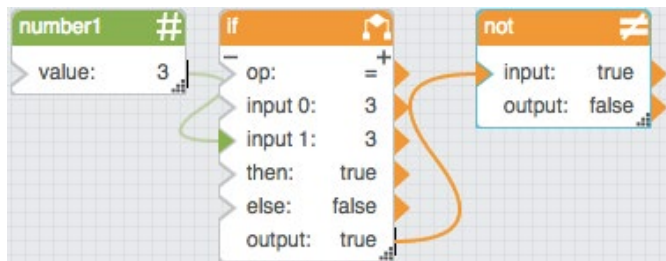 number1 #
value: 3
if
− +
op: =
input 0: 3
input 1: 3
then: true
else: false
output: true
not ≠
input: true
output: false